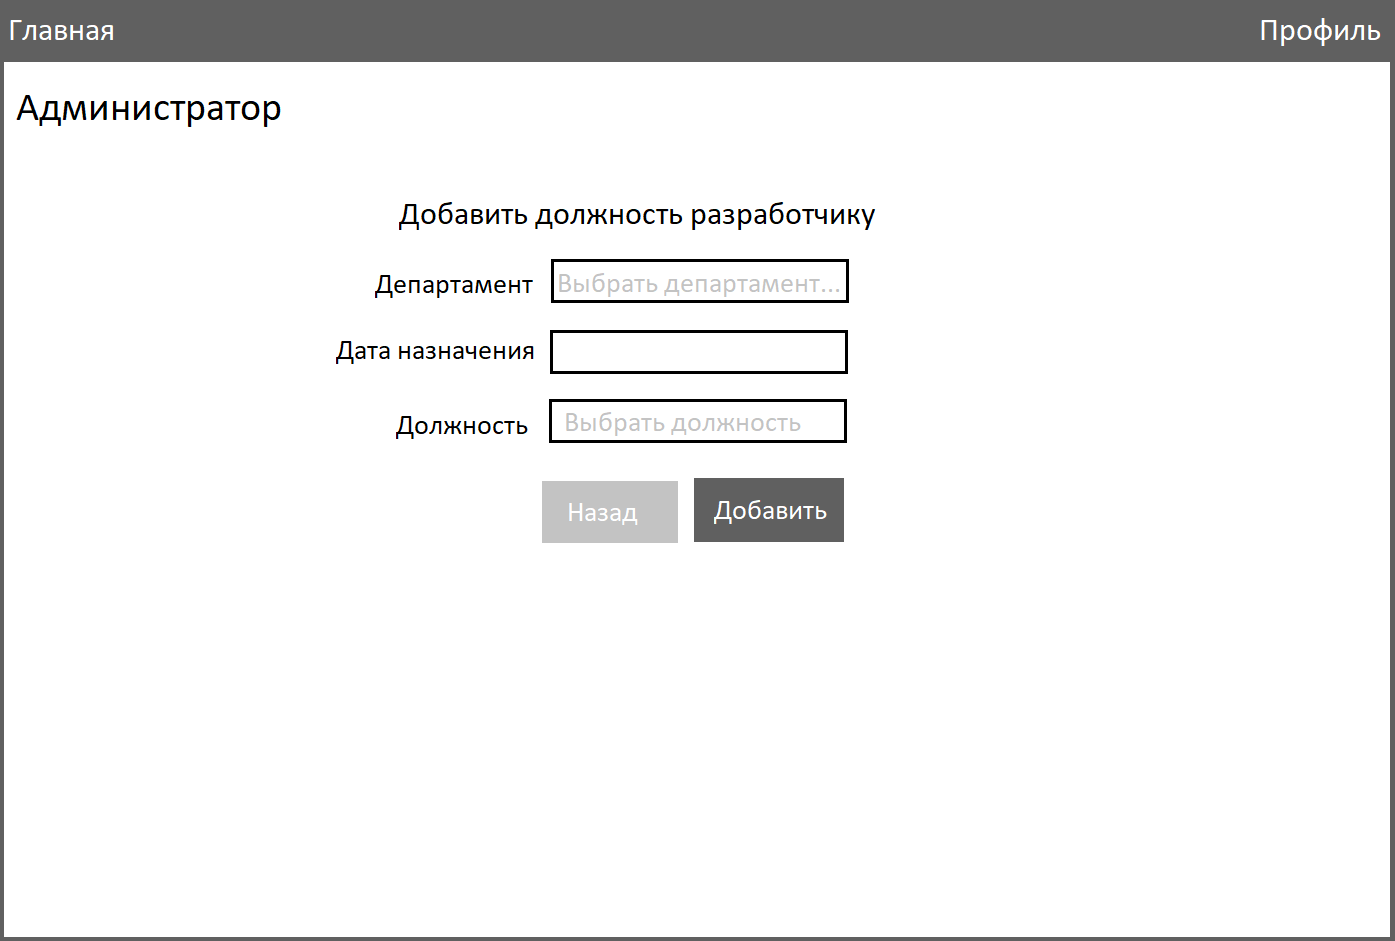 Главная
Профиль
Администратор
Добавить должность разработчику
Департамент
Выбрать департамент...
Дата назначения
Должность
Выбрать должность
Назад
Добавить